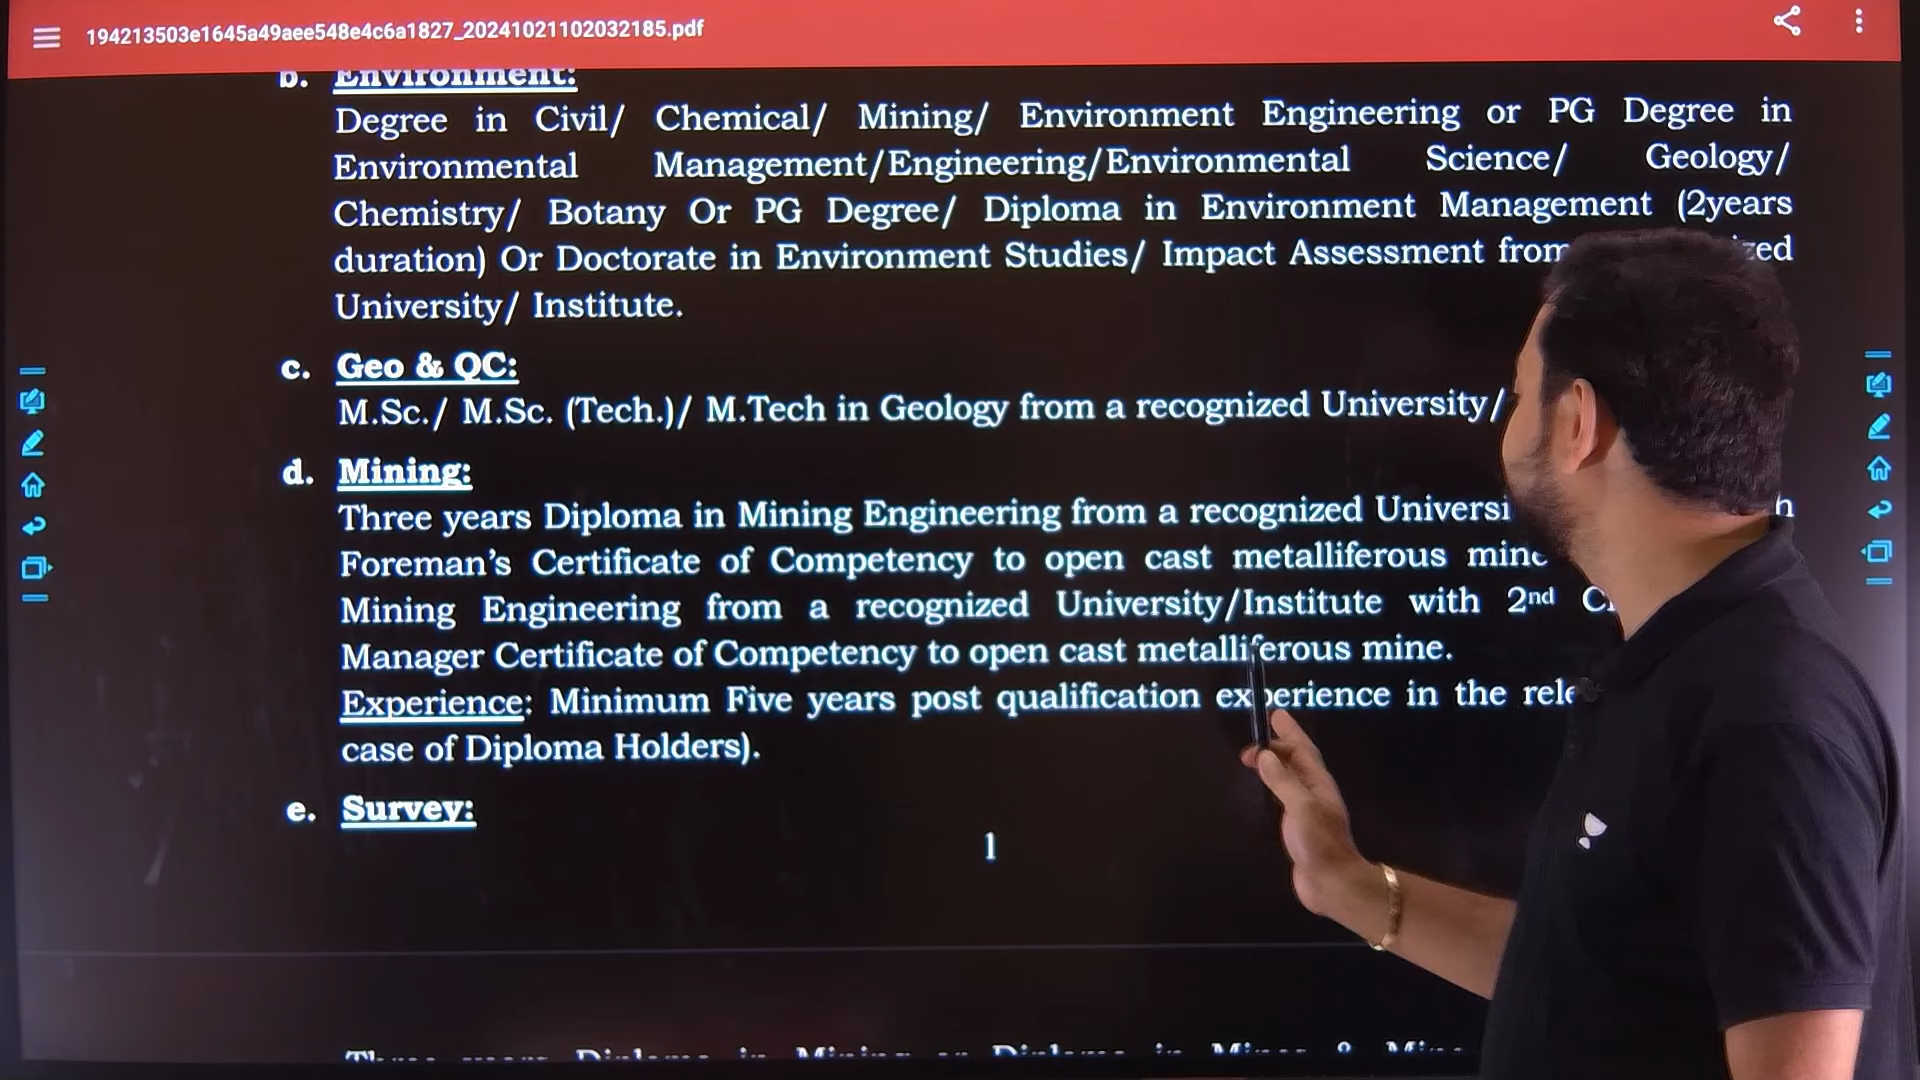 194213503e1645a49aee548e4c6a1827_20241021102032185.pdf
b. Environment:
Degree in Civil/ Chemical/ Mining/ Environment Engineering or PG Degree in
Environmental Management/Engineering/Environmental Science/ Geology/
Chemistry/ Botany Or PG Degree/ Diploma in Environment Management (2years
duration) Or Doctorate in Environment Studies/ Impact Assessment from
University/ Institute.
c. Geo & QC:
M.Sc./ M.Sc. (Tech.)/ M.Tech in Geology from a recognized University/
d. Mining:
Three years Diploma in Mining Engineering from a recognized
Foreman's Certificate of Competency to open cast metalliferous
Mining Engineering from a recognized University/Institute with 2nd
Manager Certificate of Competency to open cast metalliferous mine.
Experience: Minimum Five years post qualification experience in the
case of Diploma Holders).
e. Survey:
1